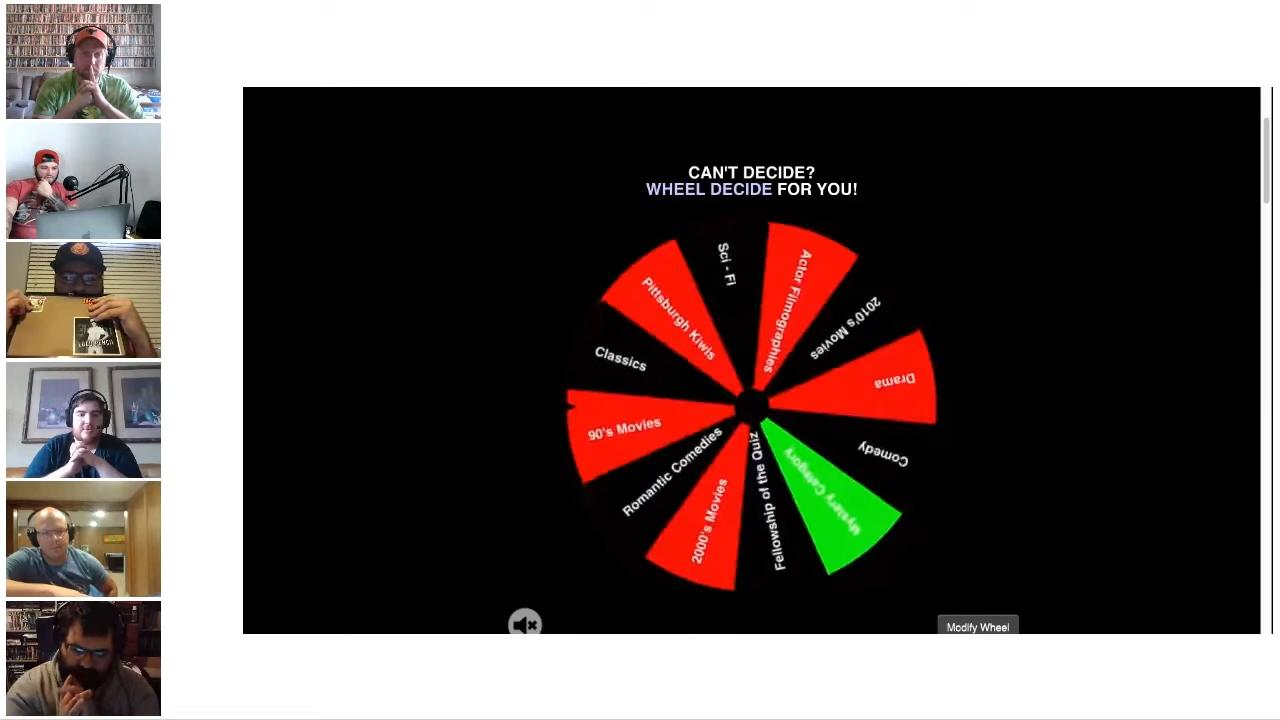 CAN'T DECIDE?
WHEEL DECIDE FOR YOU!
Sci - Fi
Actor Filmographies
2010's Movies
Drama
Comedy
Mystery Category
Fellowship of the Quiz
2000's Movies
Romantic Comedies
90's Movies
Classics
Pittsburgh Kiwis
Modify Wheel